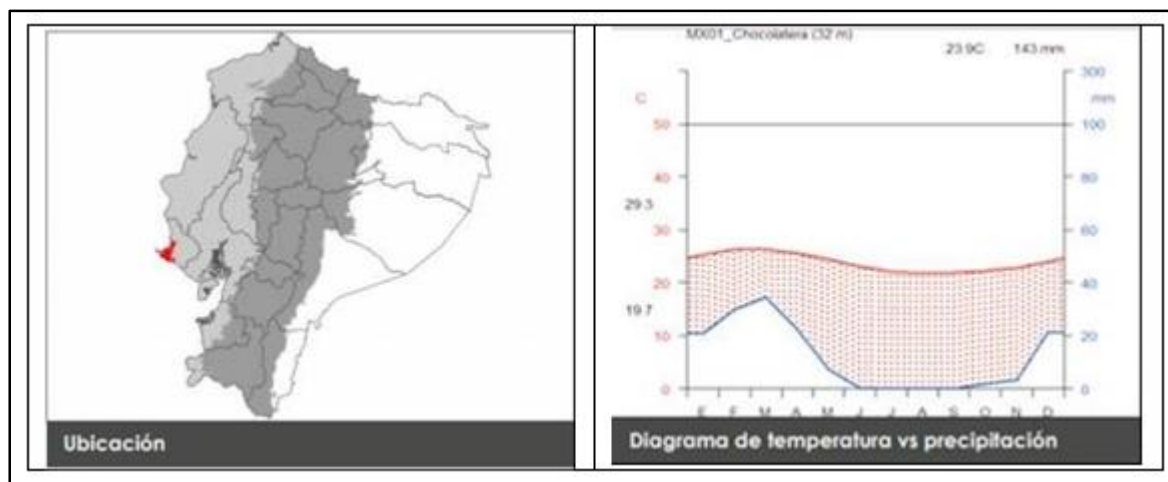 MX01_Chocolatera (32 m)
23.9C 143 mm
C
300
mm
50
100
40
80
29.3
30
60
20
40
19.7
10
20
0
0
E F M A M J J A S O N D
Ubicación
Diagrama de temperatura vs precipitación